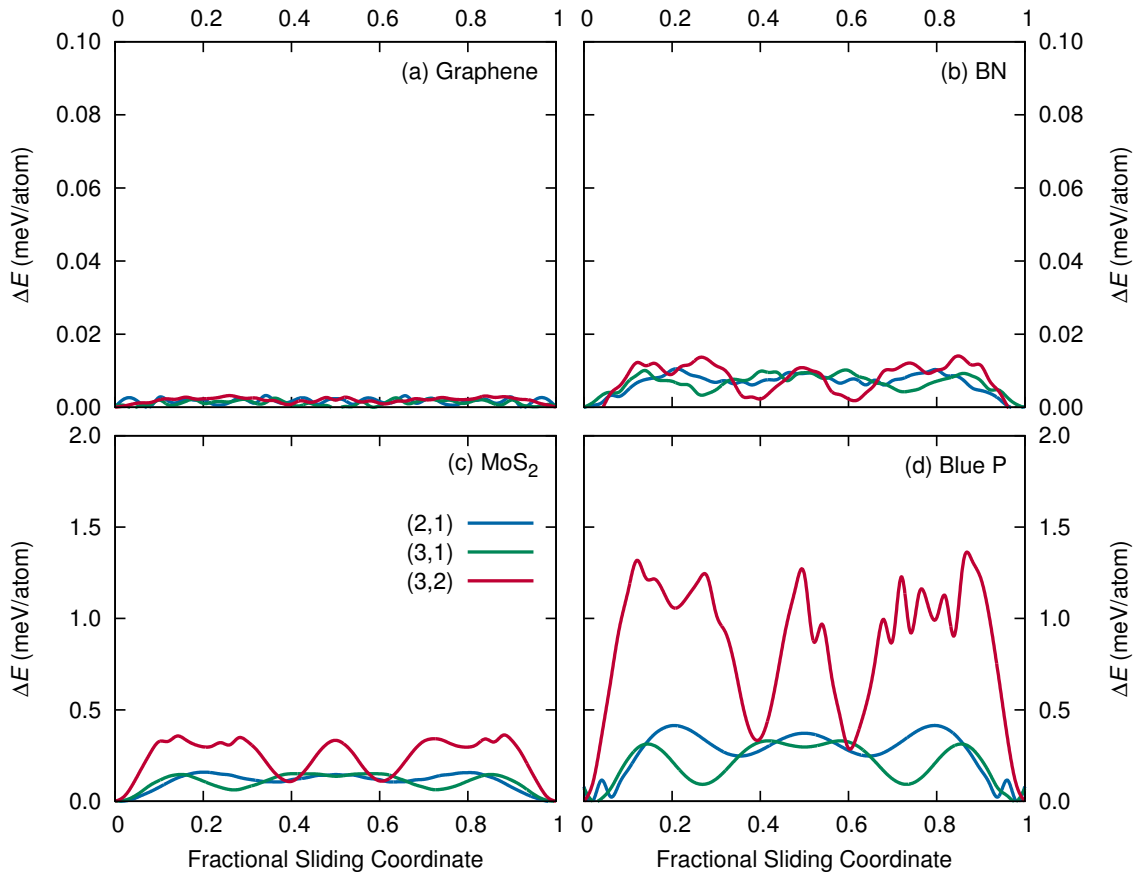 0 0.2 0.4 0.6 0.8 1 0 0.2 0.4 0.6 0.8 1
0.10 (a) Graphene (b) BN 0.10
0.08 0.08
0.06 0.06
ΔE (meV/atom) ΔE (meV/atom)
0.04 0.04
0.02 0.02
0.00 0.00
2.0 (c) MoS2 (d) Blue P 2.0
1.5 (2,1) 1.5
(3,1)
(3,2)
1.0 1.0
ΔE (meV/atom) ΔE (meV/atom)
0.5 0.5
0.0 0.0
0 0.2 0.4 0.6 0.8 1 0 0.2 0.4 0.6 0.8 1
Fractional Sliding Coordinate Fractional Sliding Coordinate